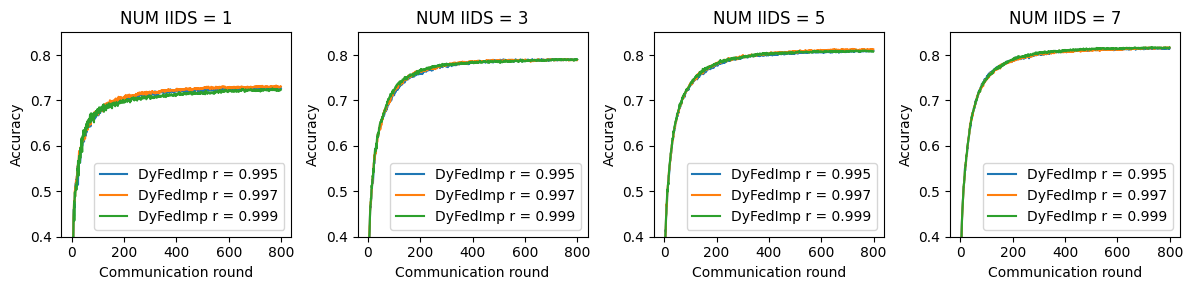 NUM IIDS = 1
Accuracy
0.8
0.7
0.6
0.5
0.4
DyFedImp r = 0.995
DyFedImp r = 0.997
DyFedImp r = 0.999
0 200 400 600 800
Communication round
NUM IIDS = 3
Accuracy
0.8
0.7
0.6
0.5
0.4
DyFedImp r = 0.995
DyFedImp r = 0.997
DyFedImp r = 0.999
0 200 400 600 800
Communication round
NUM IIDS = 5
Accuracy
0.8
0.7
0.6
0.5
0.4
DyFedImp r = 0.995
DyFedImp r = 0.997
DyFedImp r = 0.999
0 200 400 600 800
Communication round
NUM IIDS = 7
Accuracy
0.8
0.7
0.6
0.5
0.4
DyFedImp r = 0.995
DyFedImp r = 0.997
DyFedImp r = 0.999
0 200 400 600 800
Communication round